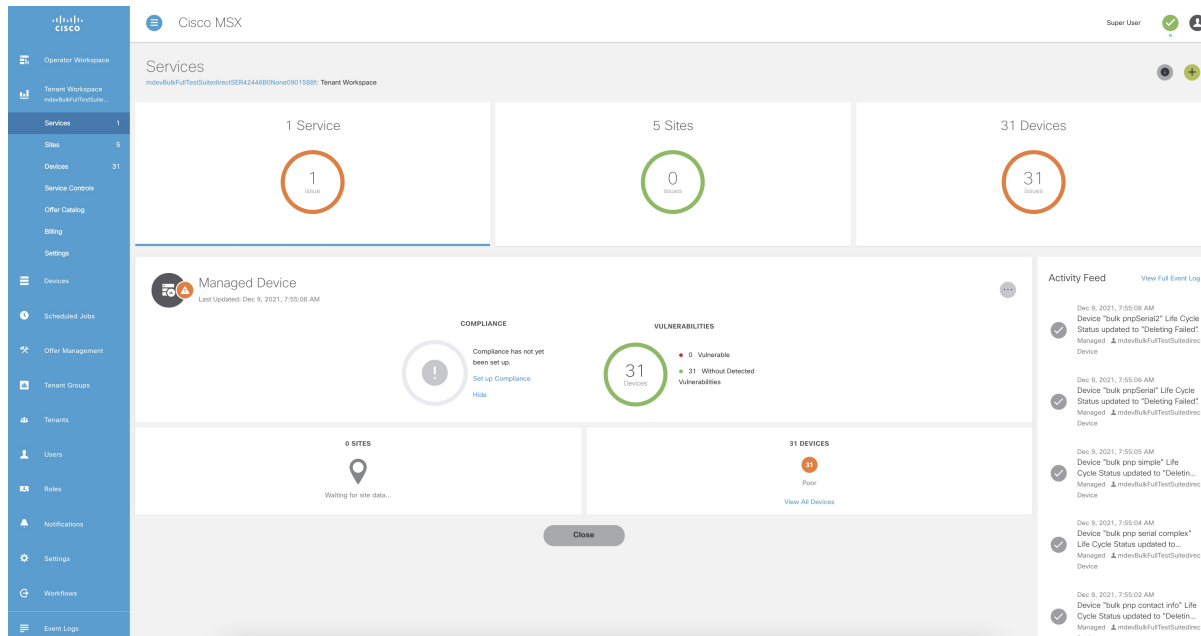 CISCO
Cisco MSX
Super User
Operator Workspace
Tenant Workspace
mdevBulkFullTestSuite...
Services 1
Sites 5
Devices 31
Service Controls
Offer Catalog
Billing
Settings
Devices
Scheduled Jobs
Offer Management
Tenant Groups
Tenants
Users
Roles
Notifications
Settings
Workflows
Event Logs
Services
Tenant Workspace
1 Service
1
issue
5 Sites
0
issues
31 Devices
31
issues
Managed Device
Last Updated: Dec 9, 2021, 7:55:08 AM
COMPLIANCE
Compliance has not yet
been set up.
Set up Compliance
Hide
VULNERABILITIES
31
Devices
0 Vulnerable
31 Without Detected
Vulnerabilities
0 SITES
Waiting for site data...
31 DEVICES
31
Poor
View All Devices
Close
Activity Feed View Full Event Log
Dec 9, 2021, 7:55:08 AM
Device "bulk pnpSerial2" Life Cycle
Status updated to "Deleting Failed".
Managed mdevBulkFullTestSuitedirec
Device
Dec 9, 2021, 7:55:06 AM
Device "bulk pnpSerial" Life Cycle
Status updated to "Deleting Failed".
Managed mdevBulkFullTestSuitedirec
Device
Dec 9, 2021, 7:55:05 AM
Device "bulk pnp simple" Life
Cycle Status updated to "Deletin...
Managed mdevBulkFullTestSuitedirec
Device
Dec 9, 2021, 7:55:04 AM
Device "bulk pnp serial complex"
Life Cycle Status updated to...
Managed mdevBulkFullTestSuitedirec
Device
Dec 9, 2021, 7:55:02 AM
Device "bulk pnp contact info" Life
Cycle Status updated to "Deletin...
Managed mdevBulkFullTestSuitedirec